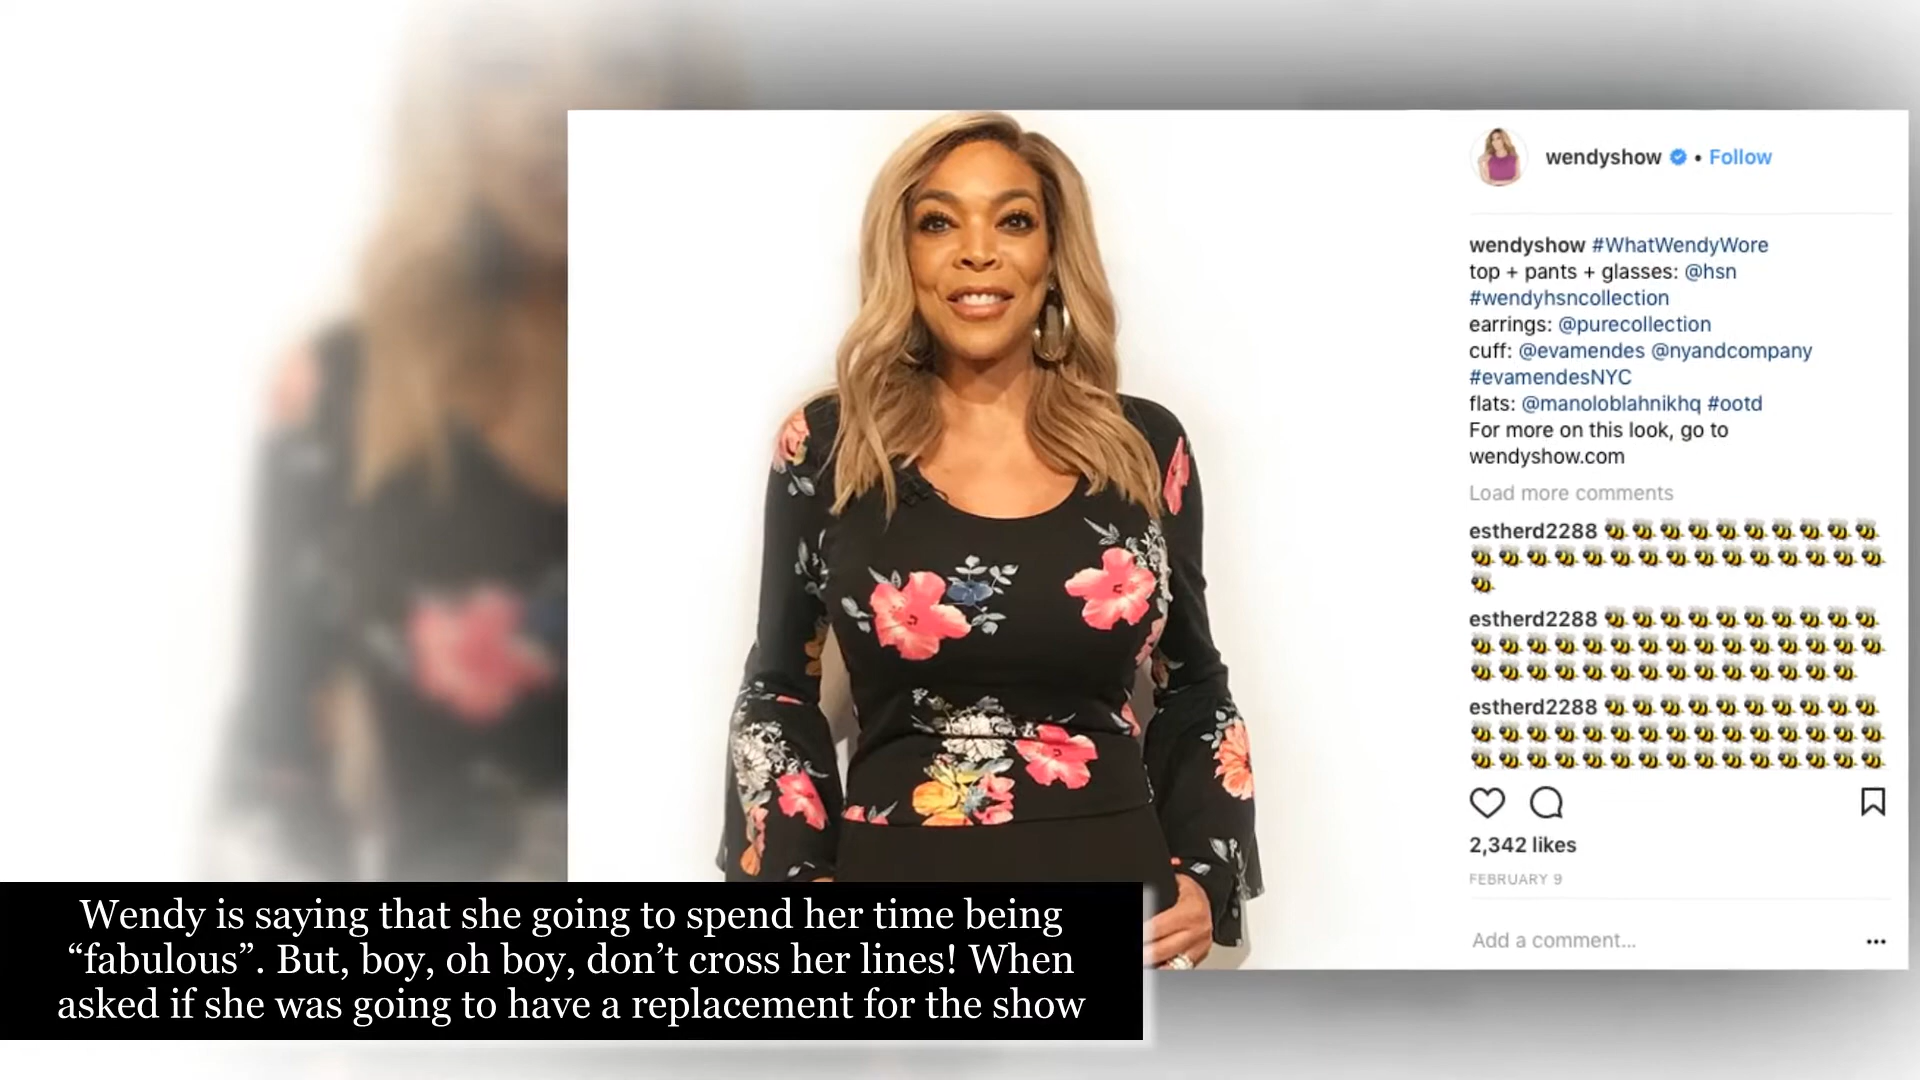 wendyshow • Follow
wendyshow #WhatWendyWore
top + pants + glasses: @hsn
#wendyhsncollection
earrings: @purecollection
cuff: @evamendes @nyandcompany
#evamendesNYC
flats: @manoloblahnikhq #ootd
For more on this look, go to
wendyshow.com
Load more comments
estherd2288 🐝🐝🐝🐝🐝🐝🐝🐝🐝🐝
🐝🐝🐝🐝🐝🐝🐝🐝🐝🐝🐝🐝🐝🐝🐝
🐝
estherd2288 🐝🐝🐝🐝🐝🐝🐝🐝🐝🐝
🐝🐝🐝🐝🐝🐝🐝🐝🐝🐝🐝🐝🐝🐝🐝
🐝🐝🐝🐝🐝🐝🐝🐝🐝🐝🐝🐝🐝🐝
estherd2288 🐝🐝🐝🐝🐝🐝🐝🐝🐝🐝
🐝🐝🐝🐝🐝🐝🐝🐝🐝🐝🐝🐝🐝🐝🐝
🐝🐝🐝🐝🐝🐝🐝🐝🐝🐝🐝🐝🐝🐝🐝
2,342 likes
FEBRUARY 9
Add a comment...
Wendy is saying that she going to spend her time being
“fabulous”. But, boy, oh boy, don’t cross her lines! When
asked if she was going to have a replacement for the show